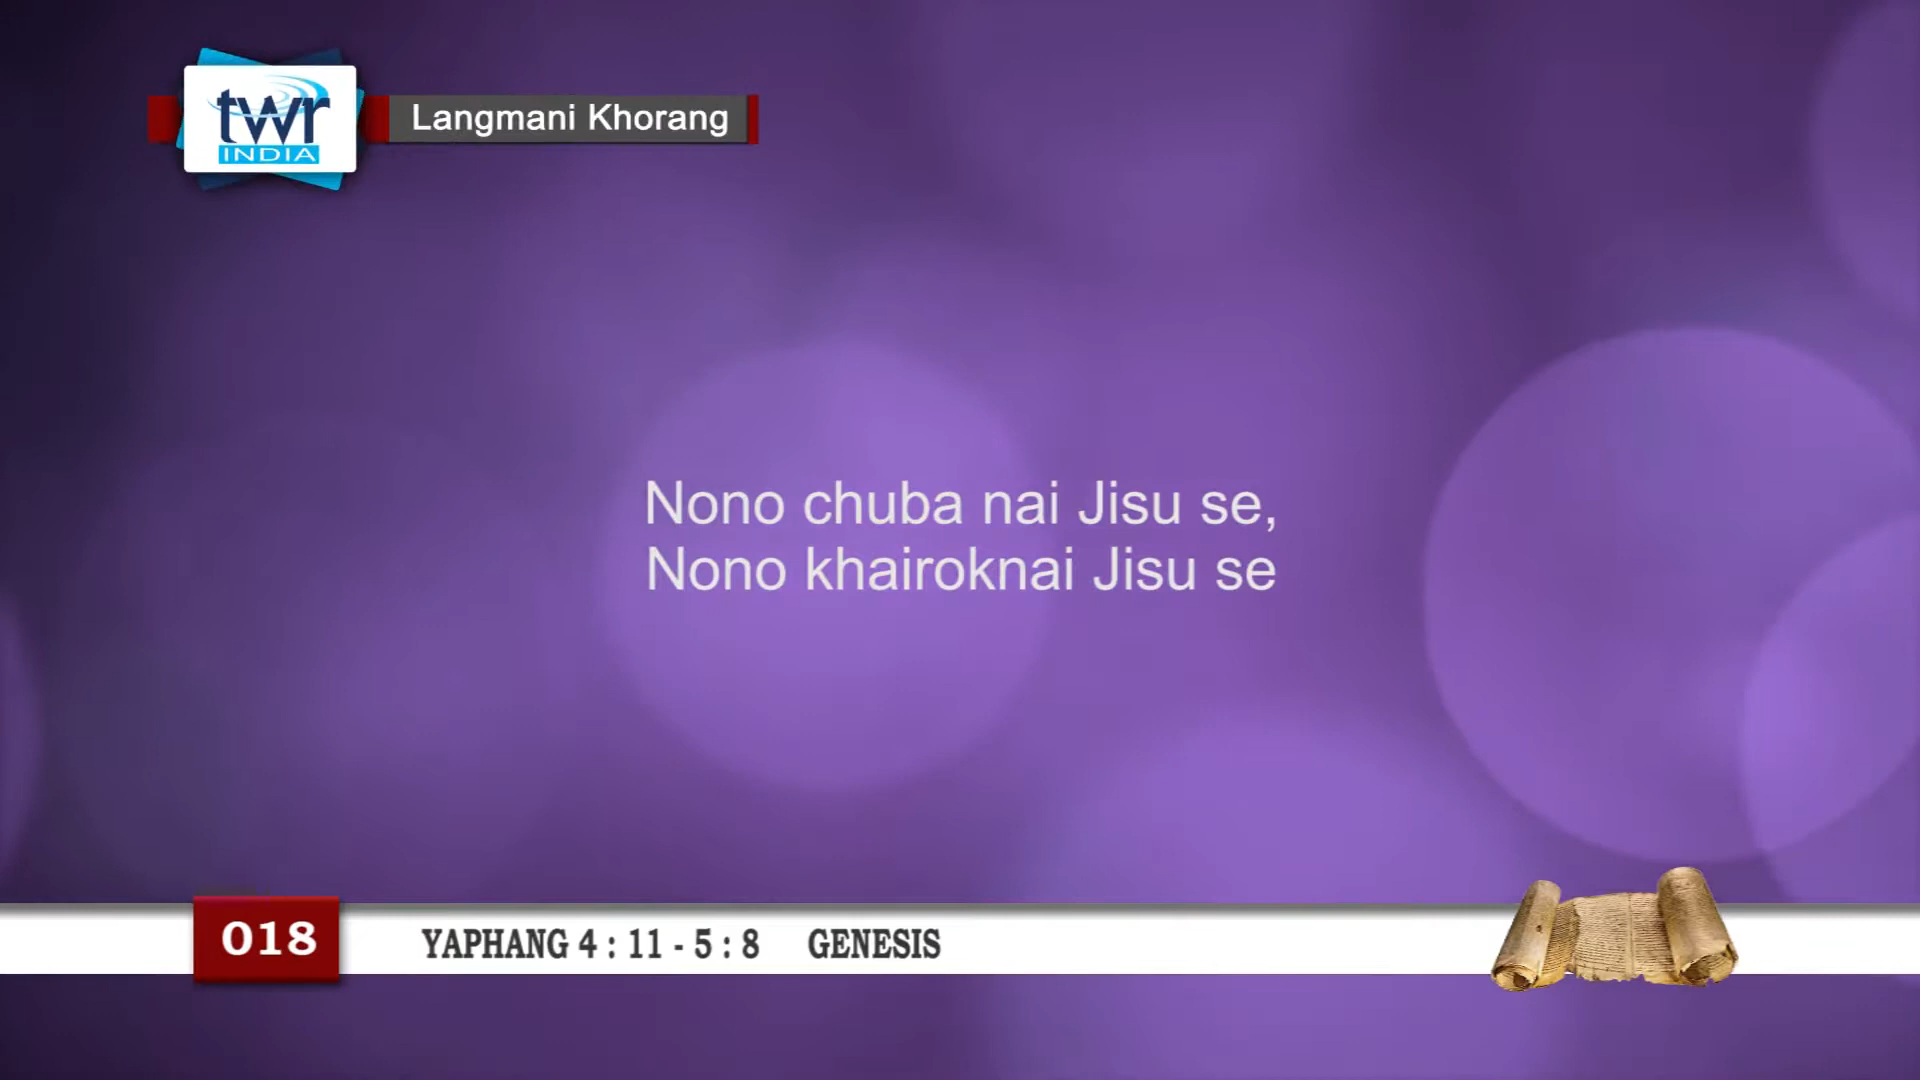 twr
INDIA
Langmani Khorang
Nono chuba nai Jisu se,
Nono khairoknai Jisu se
018
YAPHANG 4 : 11 - 5 : 8 GENESIS